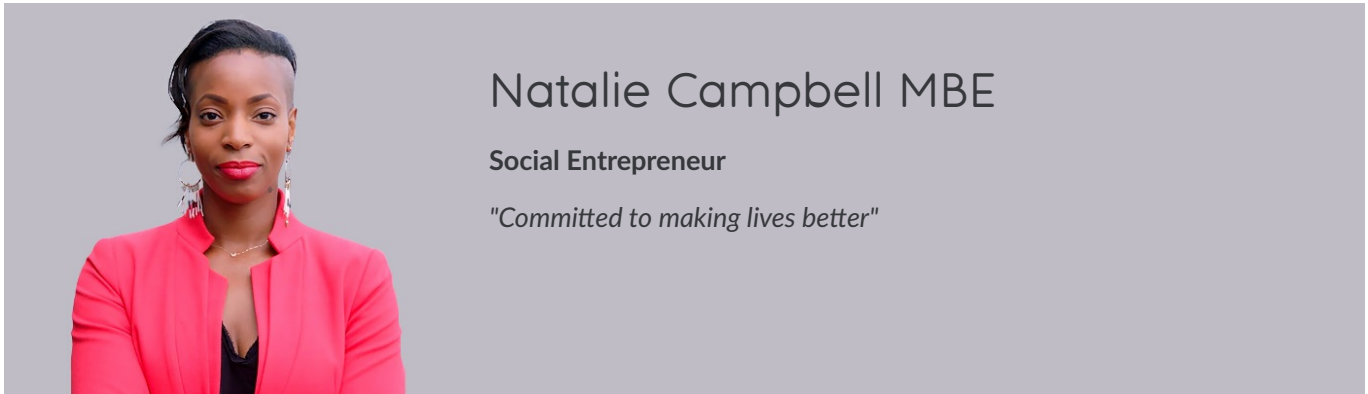 Natalie Campbell MBE
Social Entrepreneur
"Committed to making lives better"